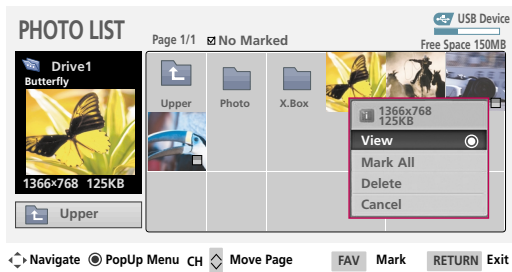 PHOTO LIST
Page 1/1 No Marked
USB Device
Free Space 150MB
Drive1
Butterfly
1366x768 125KB
Upper
Upper
Photo
X.Box
1366x768
125KB
View
Mark All
Delete
Cancel
Navigate PopUp Menu CH Move Page FAV Mark RETURN Exit